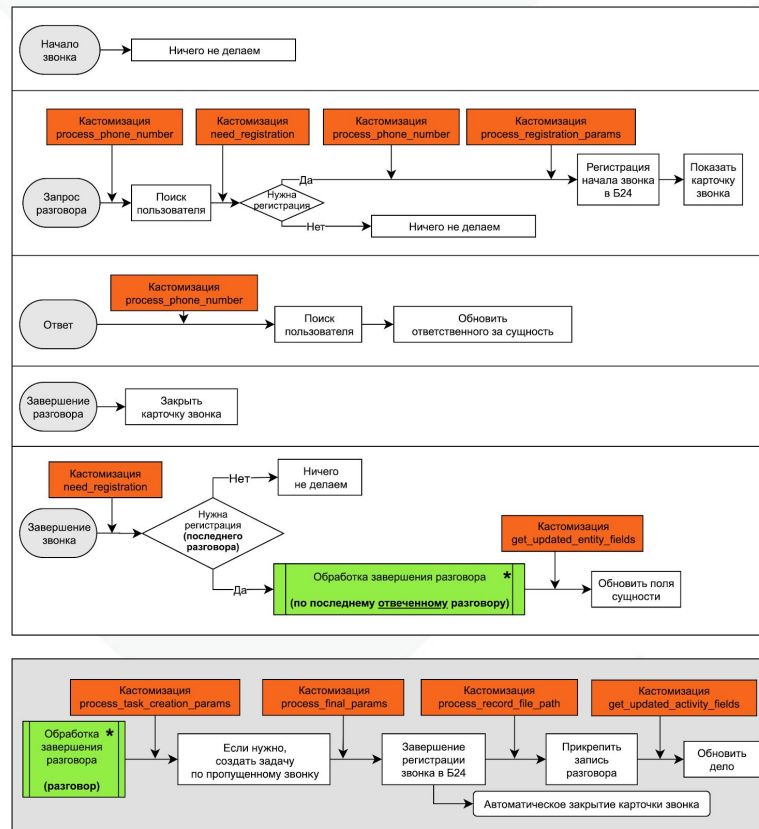 Начало
звонка
Ничего не делаем
Кастомизация
process_phone_number
Кастомизация
need_registration
Кастомизация
process_phone_number
Кастомизация
process_registration_params
Запрос
разговора
Поиск
пользователя
Нужна
регистрация
Да
Нет
Регистрация
начала звонка
в Б24
Показать
карточку
звонка
Ничего не делаем
Кастомизация
process_phone_number
Ответ
Поиск
пользователя
Обновить
ответственного за сущность
Завершение
разговора
Закрыть
карточку звонка
Кастомизация
need_registration
Завершение
звонка
Нужна
регистрация
(последнего
разговора)
Нет
Ничего
не делаем
Да
Обработка завершения разговора *
(по последнему отвеченному разговору)
Кастомизация
get_updated_entity_fields
Обновить поля
сущности
Кастомизация
process_task_creation_params
Кастомизация
process_final_params
Кастомизация
process_record_file_path
Кастомизация
get_updated_activity_fields
Обработка *
завершения
разговора
(разговор)
Если нужно,
создать задачу
по пропущенному звонку
Завершение
регистрации
звонка в Б24
Прикрепить
запись
разговора
Обновить
дело
Автоматическое закрытие карточки звонка